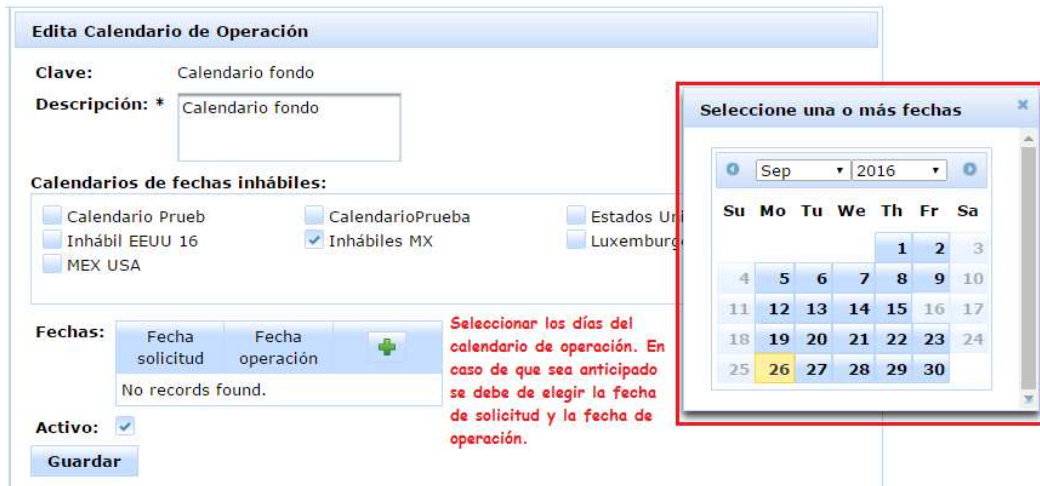 Edita Calendario de Operación
Clave: Calendario fondo
Descripción: * Calendario fondo
Calendarios de fechas inhábiles:
Calendario Prueb CalendarioPrueba Estados Uni
Inhábil EEUU 16 Inhábiles MX Luxemburgo
MEX USA
Fechas: Fecha solicitud Fecha operación
No records found.
Activo:
Guardar
Seleccionar los días del
calendario de operación. En
caso de que sea anticipado
se debe de elegir la fecha
de solicitud y la fecha de
operación.
Seleccione una o más fechas
Sep 2016
Su Mo Tu We Th Fr Sa
1 2 3
4 5 6 7 8 9 10
11 12 13 14 15 16 17
18 19 20 21 22 23 24
25 26 27 28 29 30